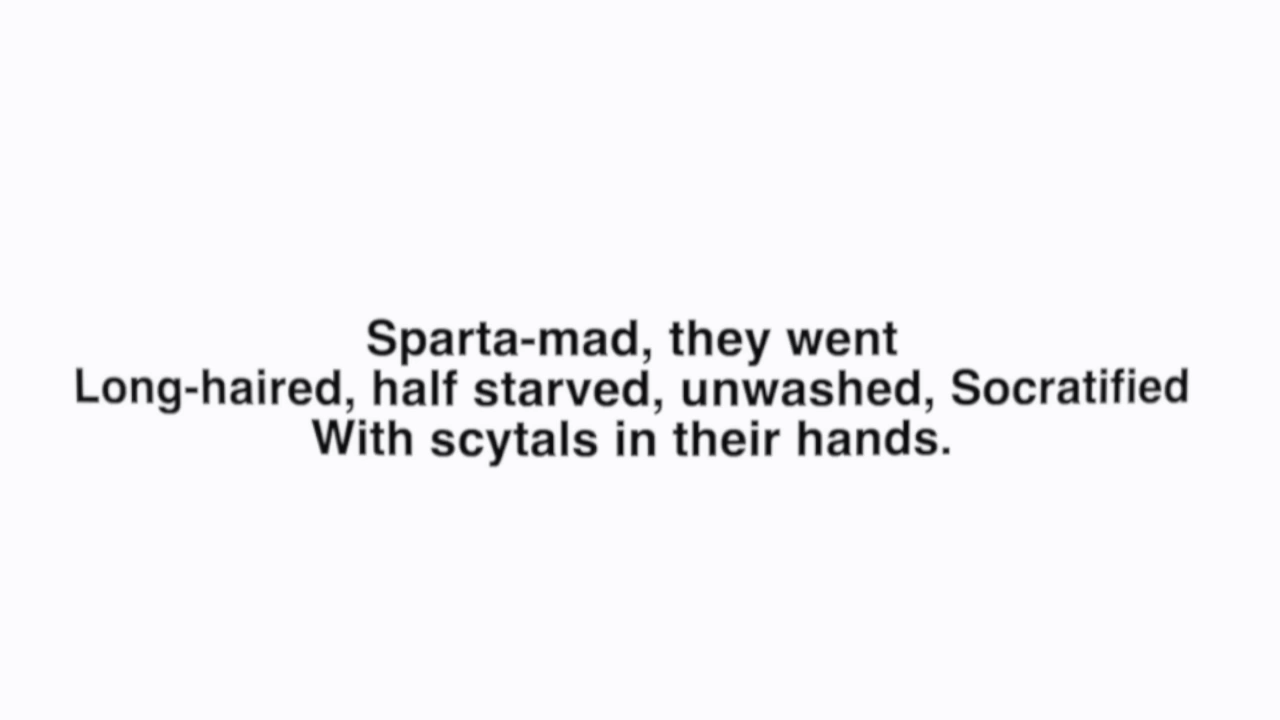 Sparta-mad, they went
Long-haired, half starved, unwashed, Socratified
With scytals in their hands.